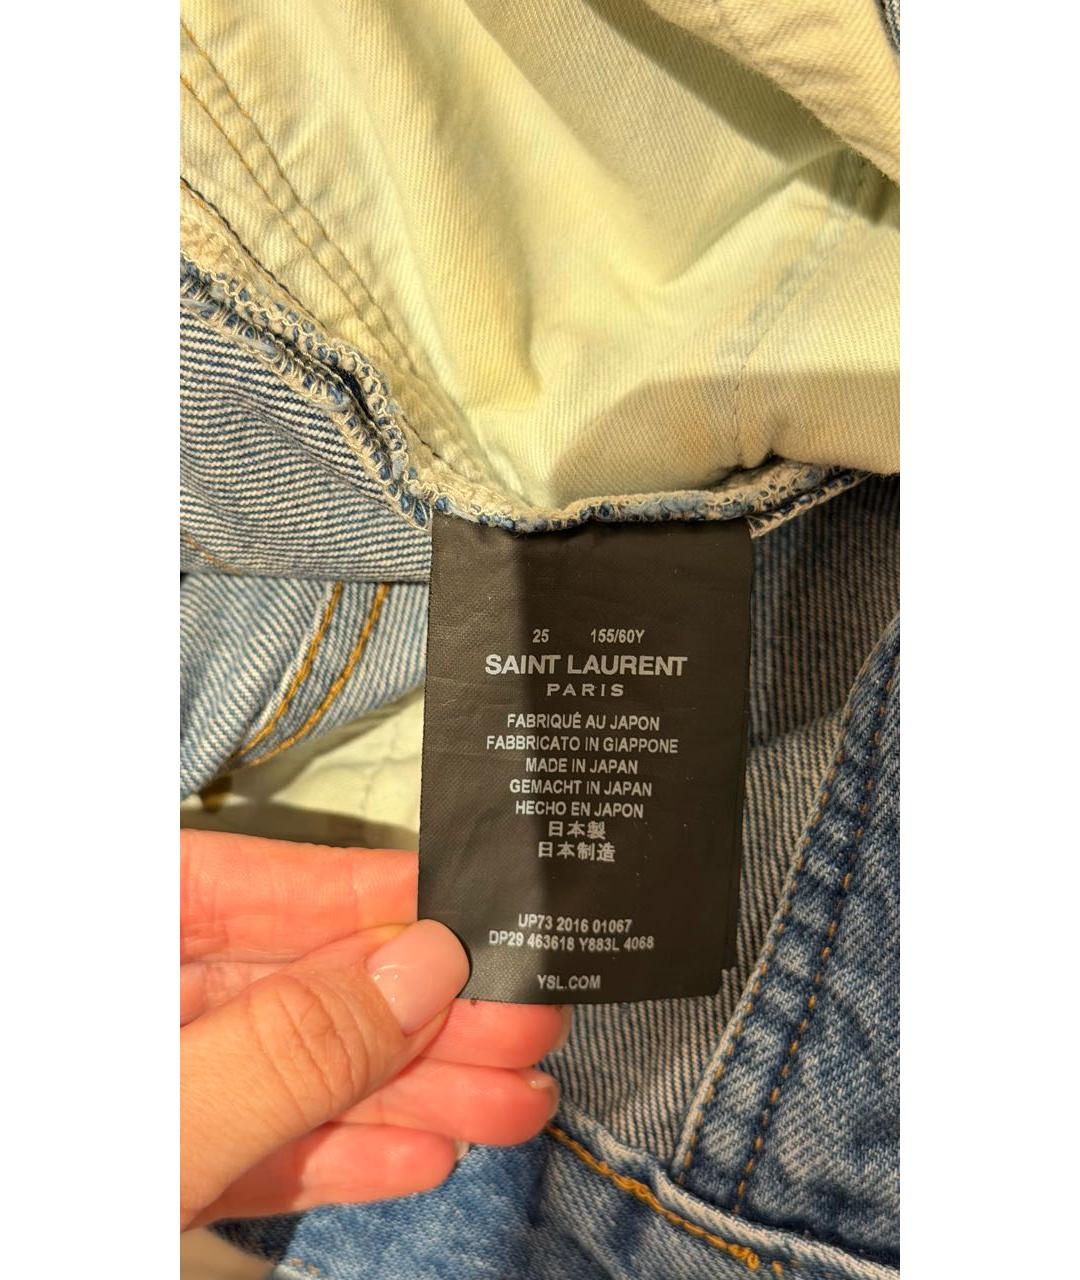 25 155/60Y
SAINT LAURENT
PARIS
FABRIQUÉ AU JAPON
FABBRICATO IN GIAPPONE
MADE IN JAPAN
GEMACHT IN JAPAN
HECHO EN JAPON
日本製
日本制造
UP73 2016 01067
DP29 463618 Y883L 4068
YSL.COM